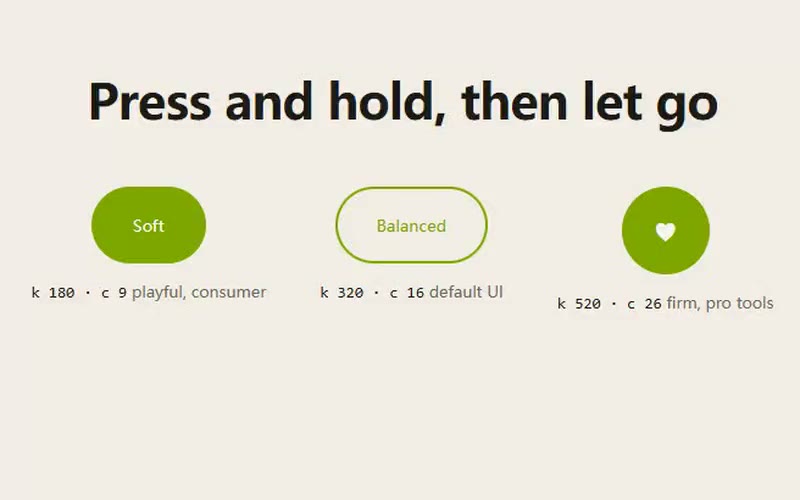 Press and hold, then let go
Soft
Balanced
k 180 · c 9 playful, consumer
k 320 · c 16 default UI
k 520 · c 26 firm, pro tools